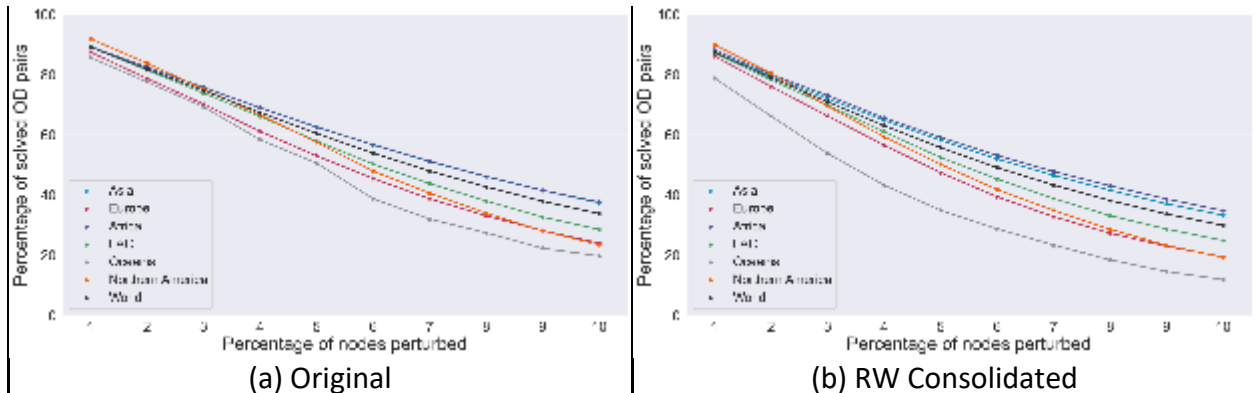 100
80
60
40
20
0
Percentage of solved OD pairs
Asia
Europe
Africa
LAC
Oceania
Northern America
World
1 2 3 4 5 6 7 8 9 10
Percentage of nodes perturbed
(a) Original
100
80
60
40
20
0
Percentage of solved OD pairs
Asia
Europe
Africa
LAC
Oceania
Northern America
World
1 2 3 4 5 6 7 8 9 10
Percentage of nodes perturbed
(b) RW Consolidated